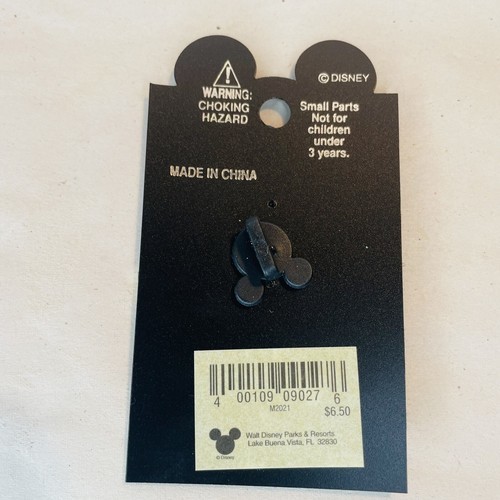 © DISNEY
WARNING:
CHOKING
HAZARD
Small Parts
Not for
children
under
3 years.
MADE IN CHINA
4 00109 09027 6
M2021
$6.50
Walt Disney Parks & Resorts
Lake Buena Vista, FL 32830
© Disney